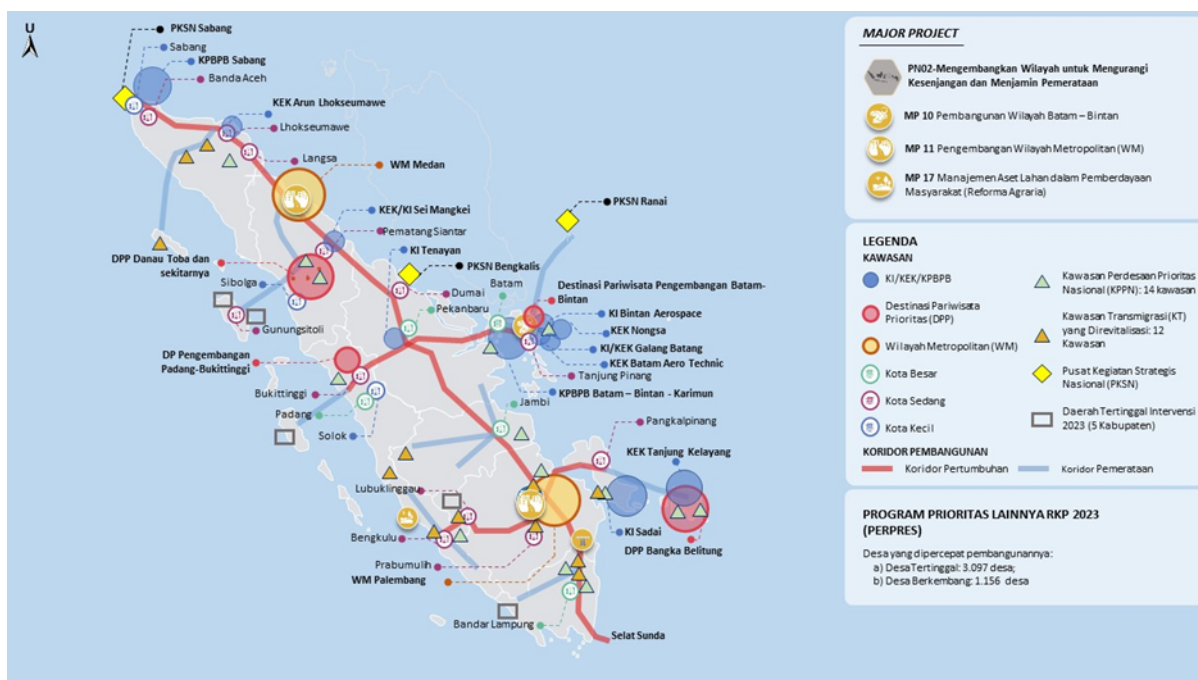 U
PKSN Sabang
Sabang
KPBPB Sabang
Banda Aceh
KEK Arun Lhokseumawe
Lhokseumawe
Langsa
WM Medan
PKSN Ranai
KEK/KI Sei Mangkei
Pematang Siantar
KI Tenayan
DPP Danau Toba dan
sekitarnya
PKSN Bengkalis
Sibolga
Dumai
Batam
Destinasi Pariwisata Pengembangan Batam-
Bintan
Pekanbaru
KI Bintan Aerospace
Gunungsitoli
KEK Nongsa
KI/KEK Galang Batang
DP Pengembangan
Padang-Bukittinggi
KEK Batam Aero Technic
Tanjung Pinang
Bukittinggi
KPBPB Batam – Bintan - Karimun
Padang
Jambi
Solok
Pangkalpinang
KEK Tanjung Kelayang
Lubuklinggau
KI Sadai
Bengkulu
DPP Bangka Belitung
Prabumulih
WM Palembang
Bandar Lampung
Selat Sunda
MAJOR PROJECT
PN02-Mengembangkan Wilayah untuk Mengurangi
Kesenjangan dan Menjamin Pemerataan
MP 10 Pembangunan Wilayah Batam – Bintan
MP 11 Pengembangan Wilayah Metropolitan (WM)
MP 17 Manajemen Aset Lahan dalam Pemberdayaan
Masyarakat (Reforma Agraria)
LEGENDA
KAWASAN
KI/KEK/KPBPB
Destinasi Pariwisata
Prioritas (DPP)
Wilayah Metropolitan (WM)
Kota Besar
Kota Sedang
Kota Kecil
Kawasan Perdesaan Prioritas
Nasional (KPPN): 14 kawasan
Kawasan Transmigrasi (KT)
yang Direvitalisasi: 12
Kawasan
Pusat Kegiatan Strategis
Nasional (PKSN)
Daerah Tertinggal Intervensi
2023 (5 Kabupaten)
KORIDOR PEMBANGUNAN
Koridor Pertumbuhan
Koridor Pemerataan
PROGRAM PRIORITAS LAINNYA RKP 2023
(PERPRES)
Desa yang dipercepat pembangunannya:
a) Desa Tertinggal: 3.097 desa;
b) Desa Berkembang: 1.156 desa